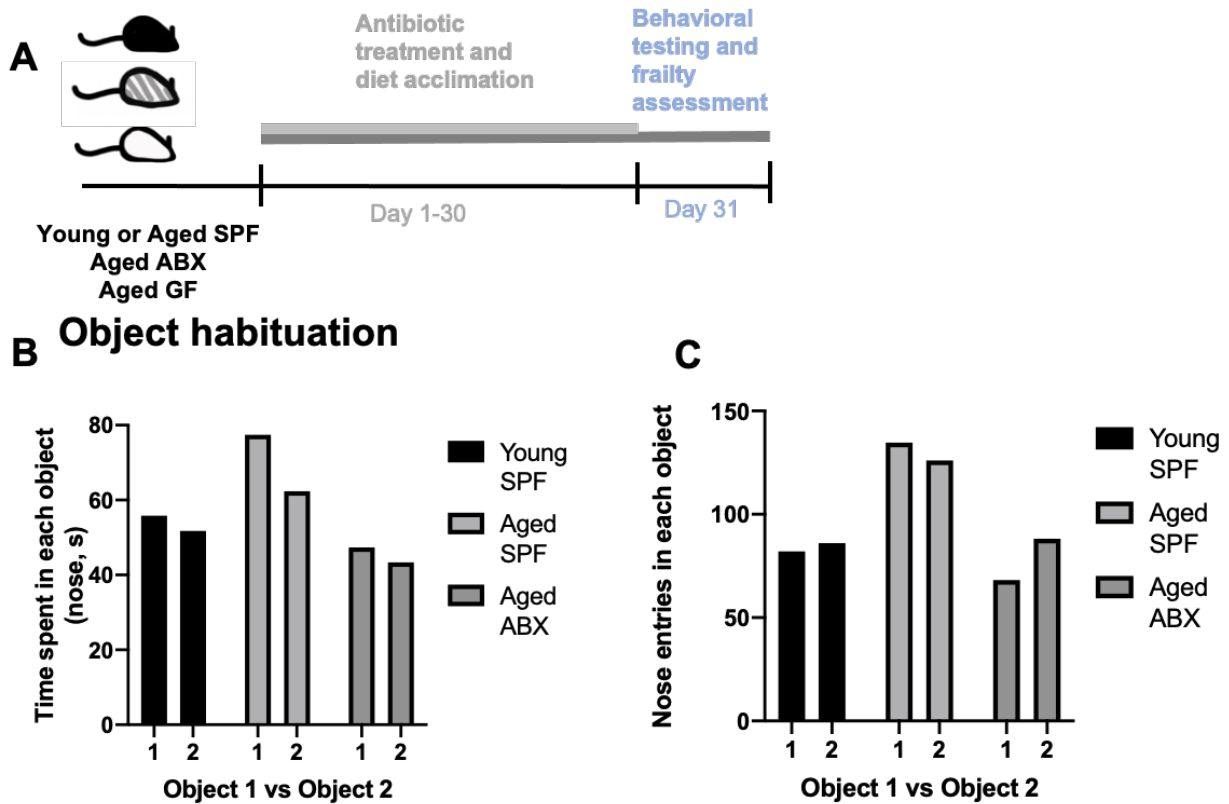 A
Antibiotic
treatment and
diet acclimation
Behavioral
testing and
frailty
assessment
Day 1-30
Day 31
Young or Aged SPF
Aged ABX
Aged GF
Object habituation
B
Time spent in each object
(nose, s)
80
60
40
20
0
1 2 1 2 1 2
Object 1 vs Object 2
Young
SPF
Aged
SPF
Aged
ABX
C
Nose entries in each object
150
100
50
0
1 2 1 2 1 2
Object 1 vs Object 2
Young
SPF
Aged
SPF
Aged
ABX